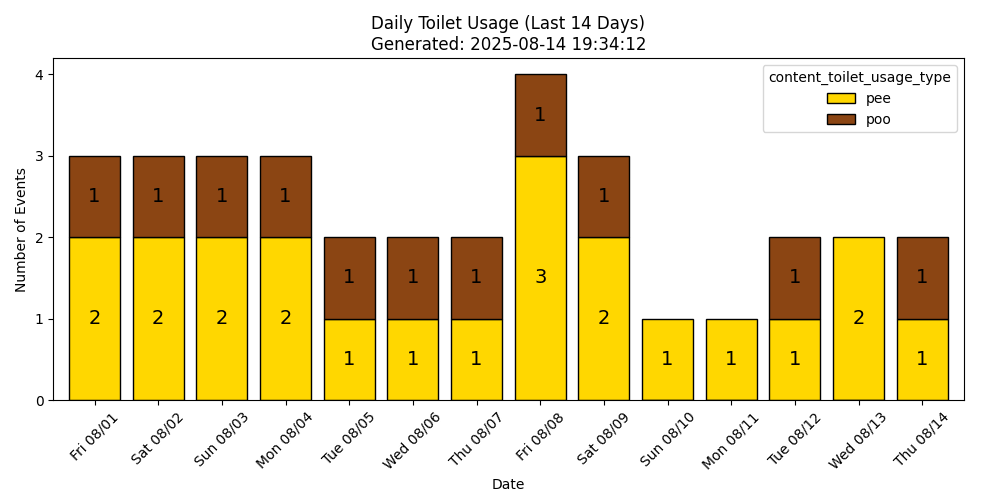 Daily Toilet Usage (Last 14 Days)
Generated: 2025-08-14 19:34:12
content_toilet_usage_type
pee
poo
Number of Events
4
3
2
1
0
1 1 1 1 1 1 1 1 1 1 1
2 2 2 2 1 1 1 3 2 1 1 1 2 1
Fri 08/01
Sat 08/02
Sun 08/03
Mon 08/04
Tue 08/05
Wed 08/06
Thu 08/07
Fri 08/08
Sat 08/09
Sun 08/10
Mon 08/11
Tue 08/12
Wed 08/13
Thu 08/14
Date